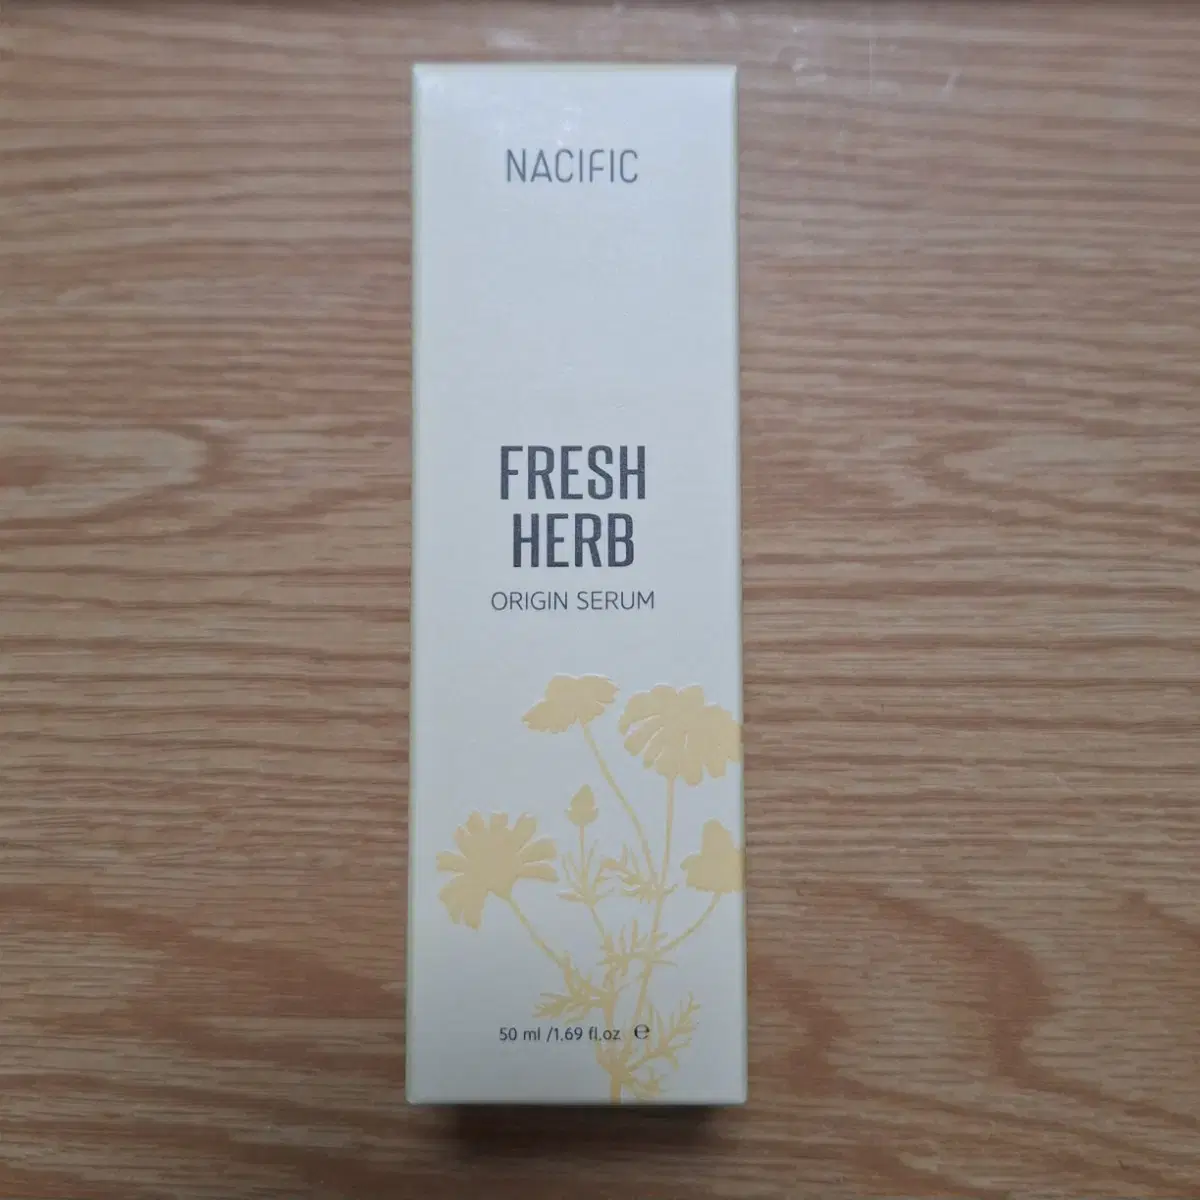 NACIFIC
FRESH
HERB
ORIGIN SERUM
50 ml /1.69 fl.oz ℮